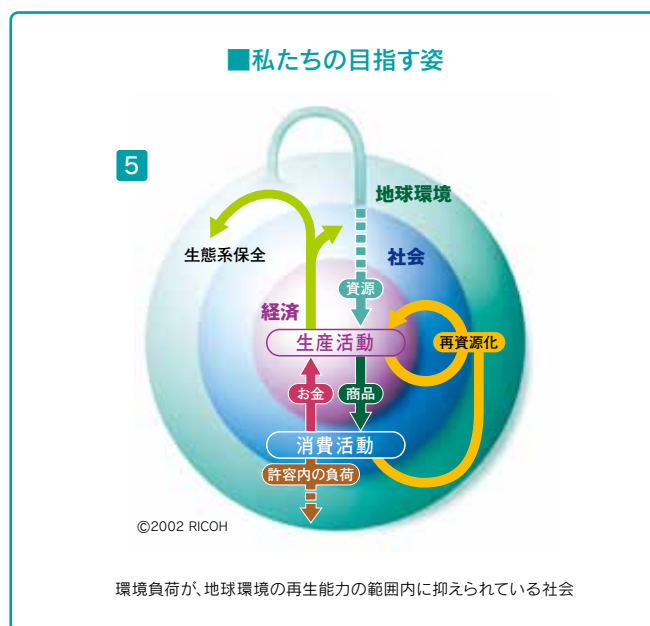 ■私たちの目指す姿
5
地球環境
生態系保全
社会
資源
経済
生産活動
再資源化
お金
商品
消費活動
許容内の負荷
©2002 RICOH
環境負荷が、地球環境の再生能力の範囲内に抑えられている社会